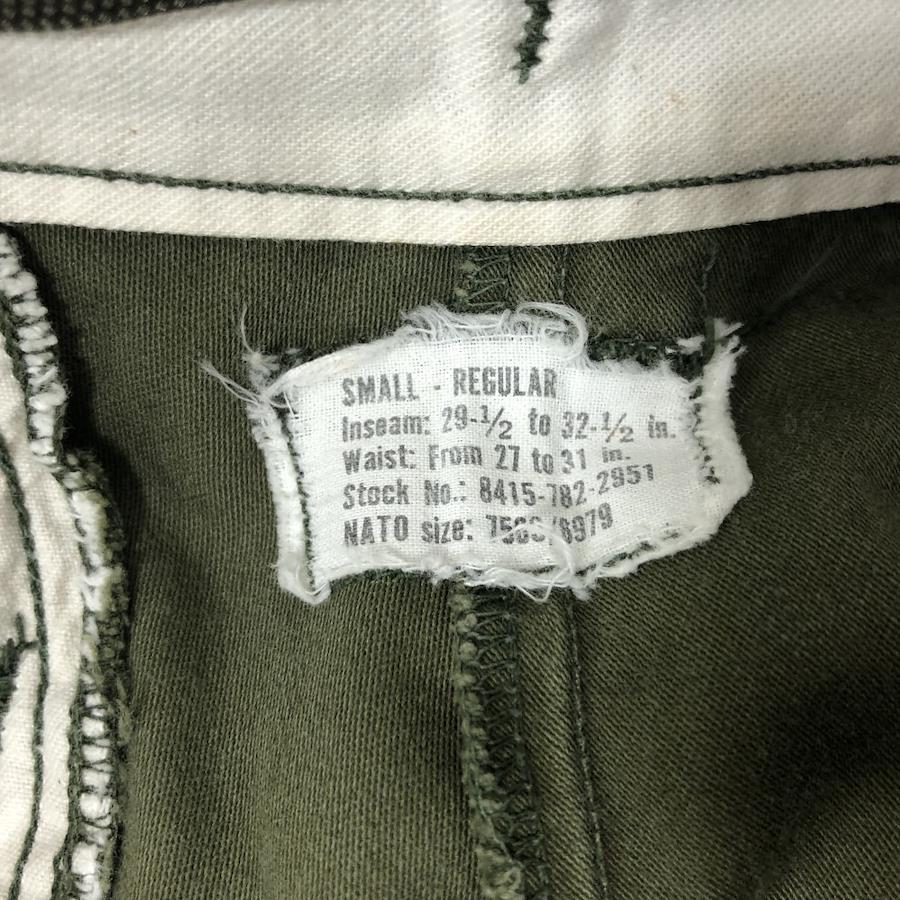 SMALL - REGULAR
Inseam: 29-1/2 to 32-1/2 in.
Waist: From 27 to 31 in.
Stock No.: 8415-782-2951
NATO size: